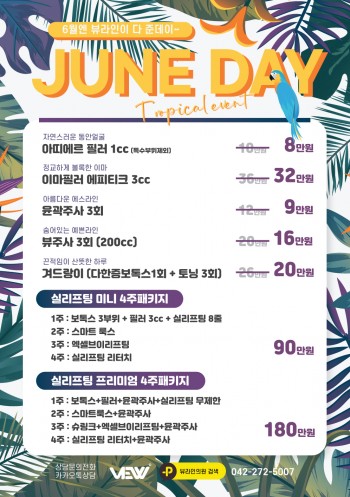 6월엔 뷰라인이 다 준데이~
JUNE DAY
Tropical event
자연스러운 동안얼굴
아띠에르 필러 1cc (특수부위제외) 10만원 8만원
정교하게 볼록한 이마
이마필러 에피티크 3cc 36만원 32만원
아름다운 에스라인
윤곽주사 3회 12만원 9만원
숨어있는 예쁜라인
뷰주사 3회 (200cc) 20만원 16만원
끈적임이 산뜻한 하루
겨드랑이 (다한증보톡스1회 + 토닝 3회) 26만원 20만원
실리프팅 미니 4주패키지
1주 : 보톡스 3부위 + 필러 3cc + 실리프팅 8줄
2주 : 스마트 룩스
3주 : 엑셀브이리프팅
4주 : 실리프팅 리터치
90만원
실리프팅 프리미엄 4주패키지
1주 : 보톡스+필러+윤곽주사+실리프팅 무제한
2주 : 스마트룩스+윤곽주사
3주 : 슈링크+엑셀브이리프팅+윤곽주사
4주 : 실리프팅 리터치+윤곽주사
180만원
상담문의전화
카카오톡상담
VIEW
P 뷰라인의원 검색
042-272-5007